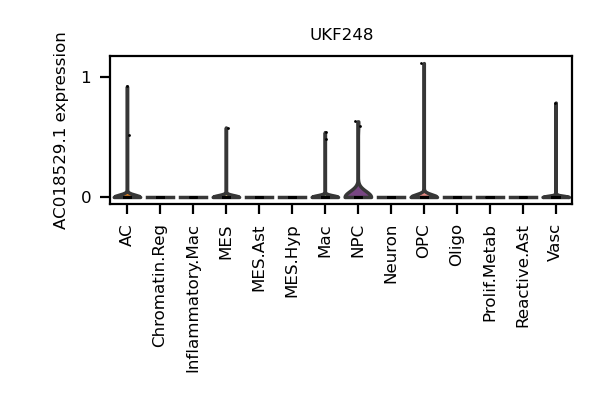 UKF248
AC018529.1 expression
1
0
AC
Chromatin.Reg
Inflammatory.Mac
MES
MES.Ast
MES.Hyp
Mac
NPC
Neuron
OPC
Oligo
Prolif.Metab
Reactive.Ast
Vasc